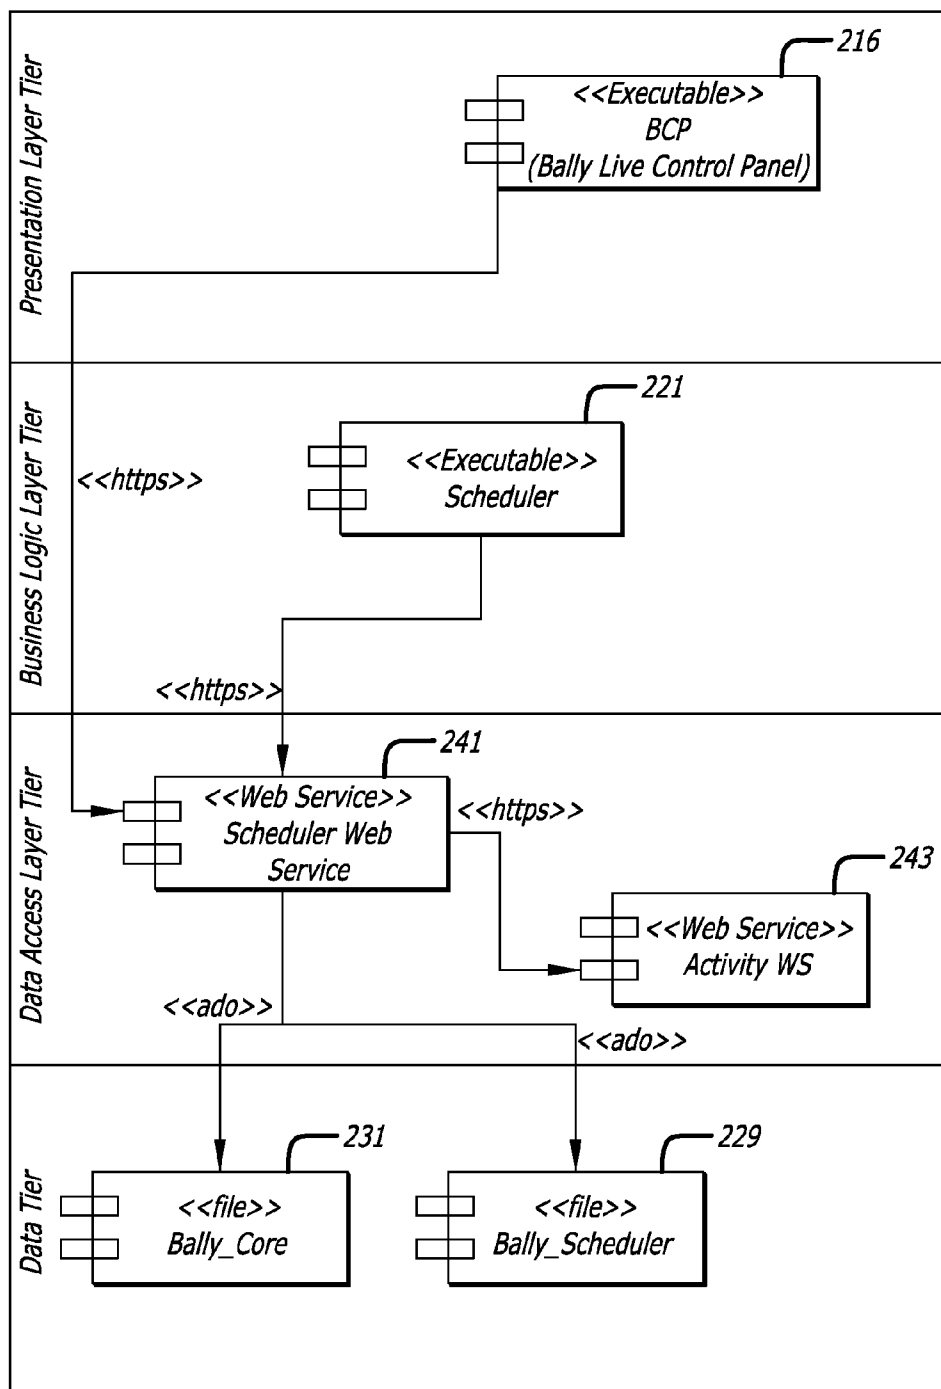 Presentation Layer Tier
216
<<Executable>>
BCP
(Bally Live Control Panel)
Business Logic Layer Tier
221
<<https>>
<<Executable>>
Scheduler
<<https>>
Data Access Layer Tier
241
<<Web Service>>
Scheduler Web
Service
<<https>>
243
<<Web Service>>
Activity WS
<<ado>>
<<ado>>
Data Tier
231
<<file>>
Bally_Core
229
<<file>>
Bally_Scheduler